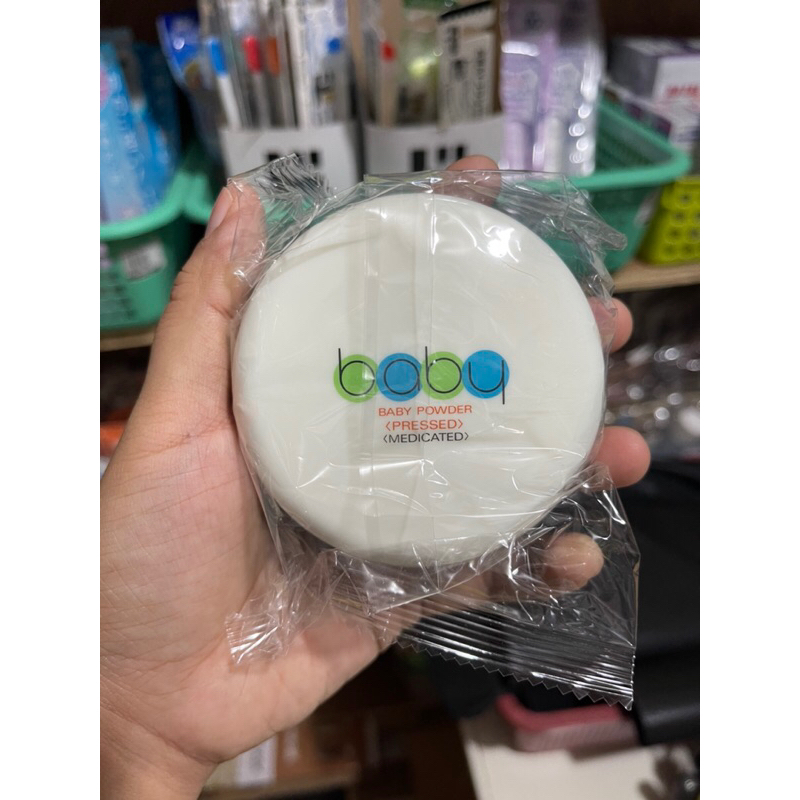 baby
BABY POWDER
〈PRESSED〉
〈MEDICATED〉